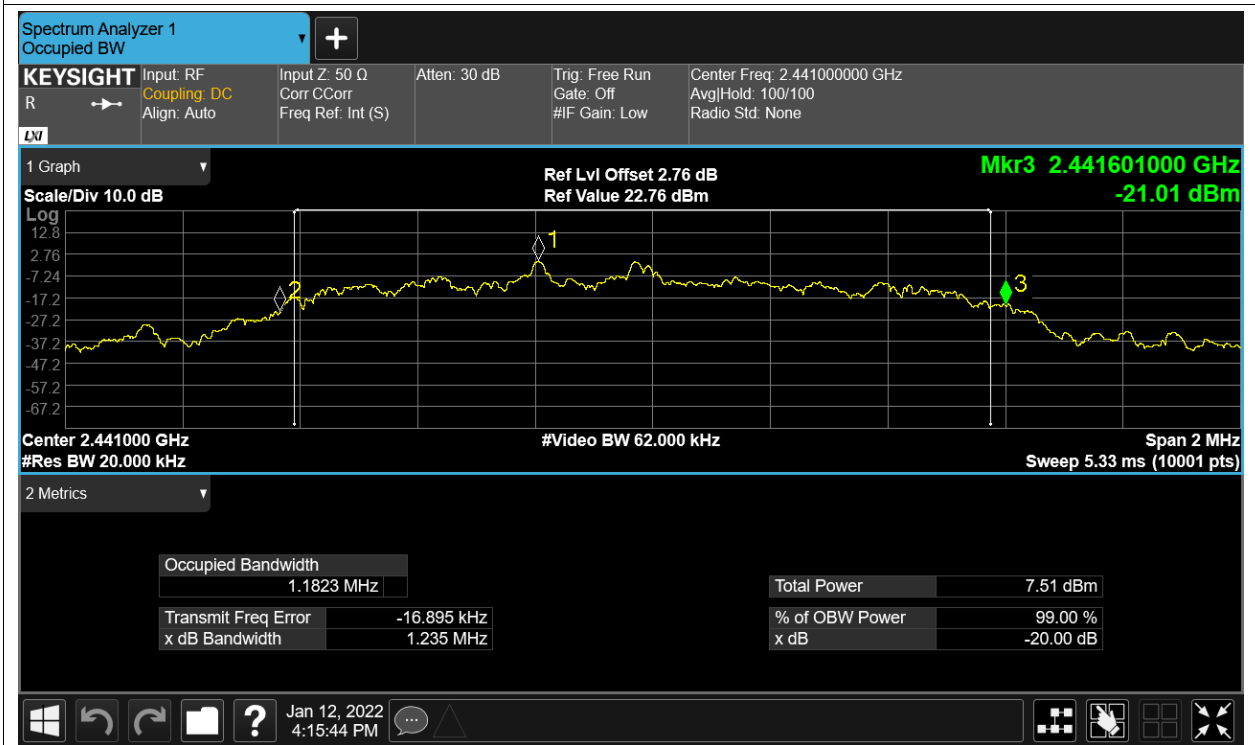 Spectrum Analyzer 1
Occupied BW
KEYSIGHT
R
LXI
Input: RF
Coupling: DC
Align: Auto
Input Z: 50 Ω
Corr CCorr
Freq Ref: Int (S)
Atten: 30 dB
Trig: Free Run
Gate: Off
#IF Gain: Low
Center Freq: 2.441000000 GHz
Avg|Hold: 100/100
Radio Std: None
1 Graph
Scale/Div 10.0 dB
Ref Lvl Offset 2.76 dB
Ref Value 22.76 dBm
Mkr3 2.441601000 GHz
-21.01 dBm
Log
12.8
2.76
-7.24
-17.2
-27.2
-37.2
-47.2
-57.2
-67.2
1
2
3
Center 2.441000 GHz
#Video BW 62.000 kHz
Span 2 MHz
#Res BW 20.000 kHz
Sweep 5.33 ms (10001 pts)
2 Metrics
Occupied Bandwidth
1.1823 MHz
Transmit Freq Error -16.895 kHz
x dB Bandwidth 1.235 MHz
Total Power 7.51 dBm
% of OBW Power 99.00 %
x dB -20.00 dB
?
Jan 12, 2022
4:15:44 PM